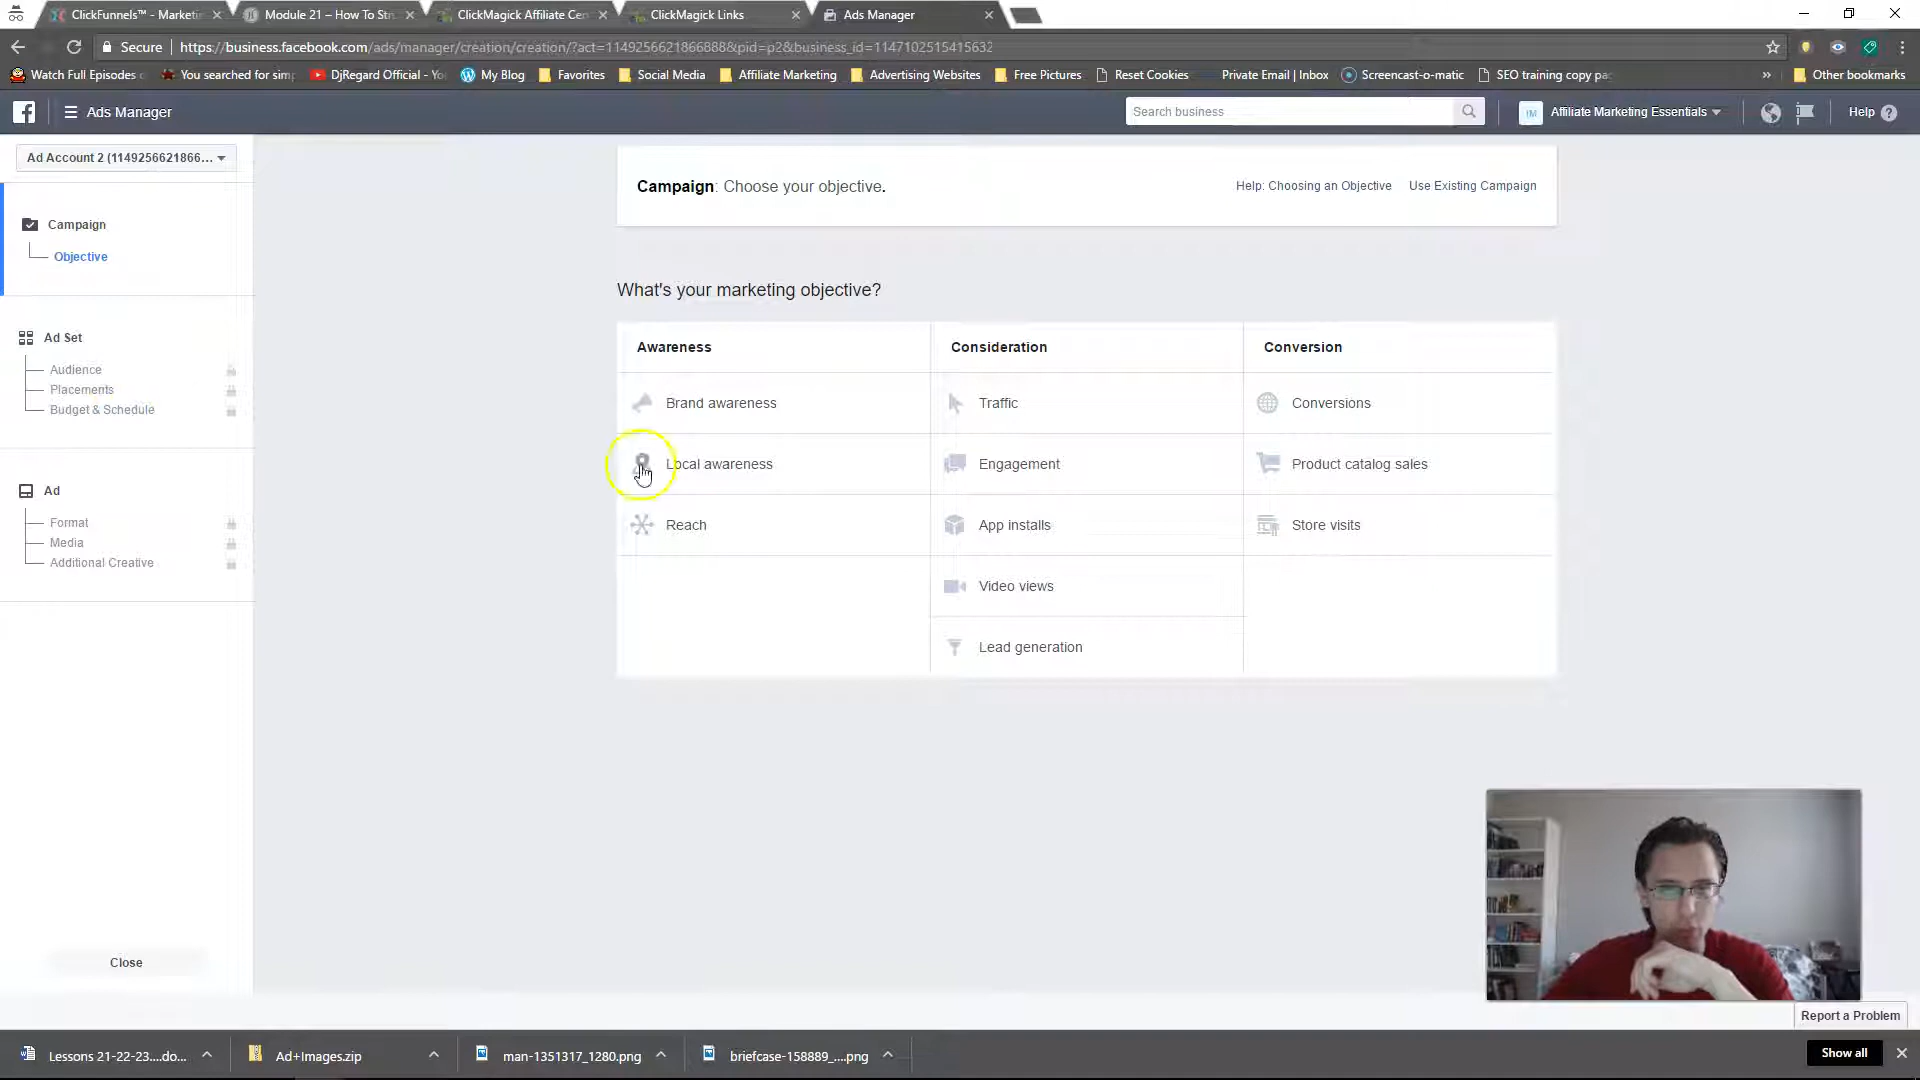 ClickFunnels™ - Marketi
Module 21 – How To Str
ClickMagick Affiliate Cen
ClickMagick Links
Ads Manager
Secure
https://business.facebook.com/ads/manager/creation/creation/?act=1149256621866888&pid=p2&business_id=1147102515415632
Watch Full Episodes
You searched for sim
DjRegard Official - Yo
My Blog
Favorites
Social Media
Affiliate Marketing
Advertising Websites
Free Pictures
Reset Cookies
Private Email | Inbox
Screencast-o-matic
SEO training copy pac
»
Other bookmarks
Ads Manager
Search business
Affiliate Marketing Essentials
Help
Ad Account 2 (1149256621866...
Campaign: Choose your objective.
Help: Choosing an Objective
Use Existing Campaign
Campaign
Objective
What's your marketing objective?
Ad Set
Audience
Placements
Budget & Schedule
Ad
Format
Media
Additional Creative
Awareness
Consideration
Conversion
Brand awareness
Traffic
Conversions
Local awareness
Engagement
Product catalog sales
Reach
App installs
Store visits
Video views
Lead generation
Close
Report a Problem
Lessons 21-22-23....do...
Ad+Images.zip
man-1351317_1280.png
briefcase-158889_....png
Show all